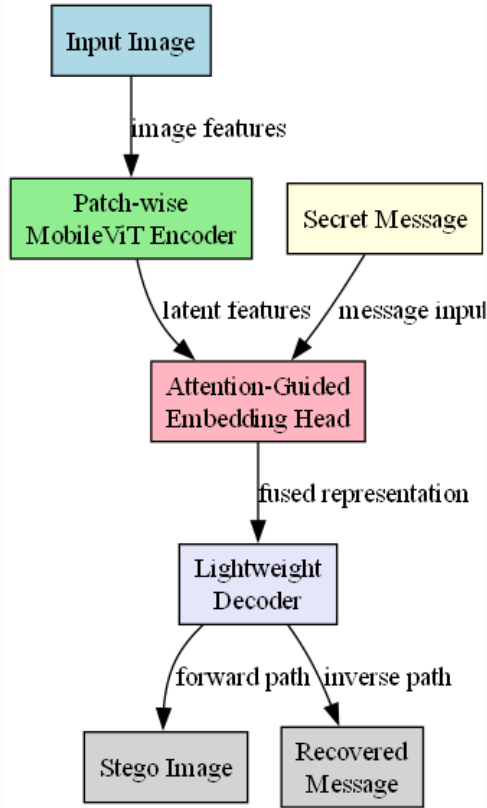 Input Image
image features
Patch-wise
MobileViT Encoder
Secret Message
latent features
message input
Attention-Guided
Embedding Head
fused representation
Lightweight
Decoder
forward path
inverse path
Stego Image
Recovered
Message